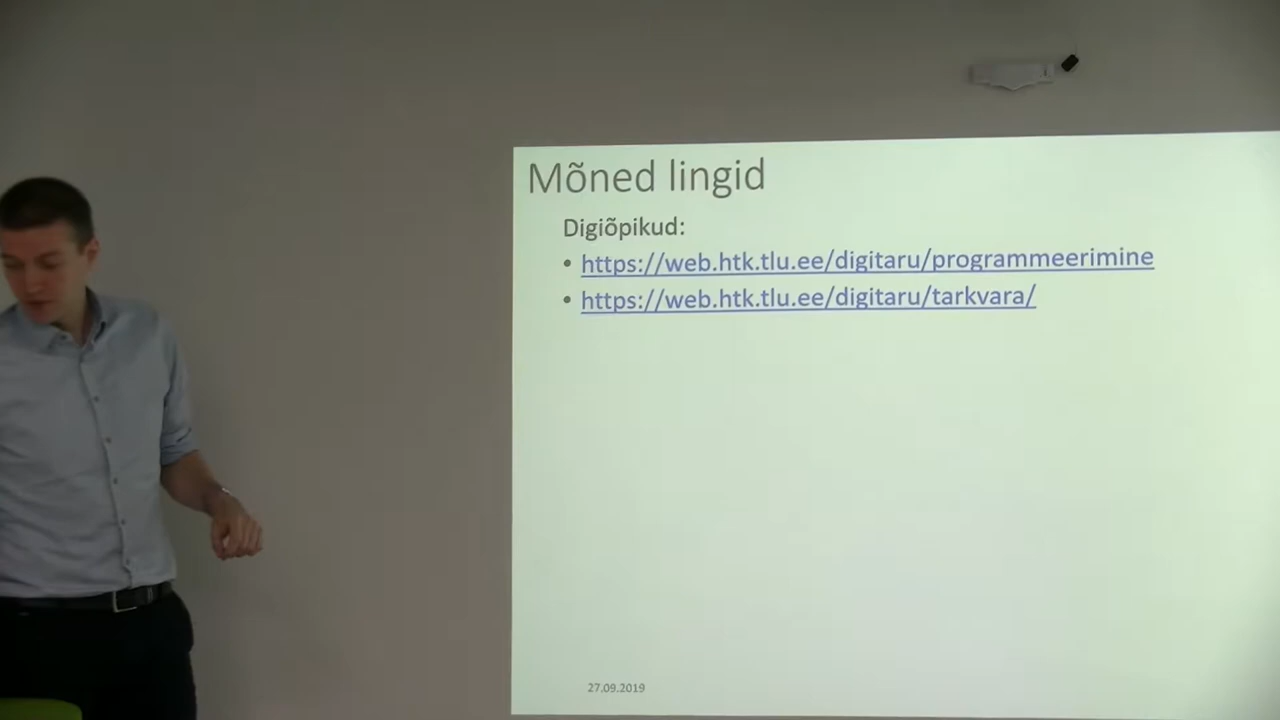 Mõned lingid
Digiõpikud:
• https://web.htk.tlu.ee/digitaru/programmeerimine
• https://web.htk.tlu.ee/digitaru/tarkvara/
27.09.2019